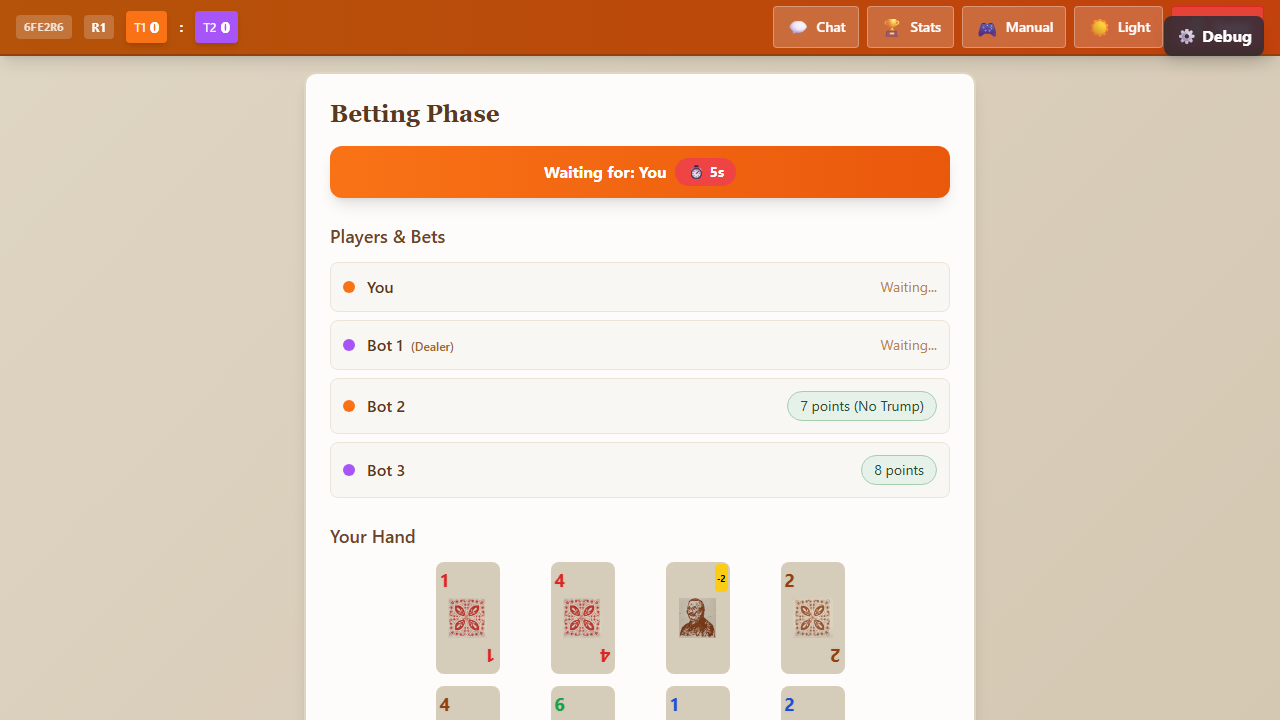 6FE2R6 R1 T1 0 : T2 0 Chat Stats Manual Light Debug
Betting Phase
Waiting for: You 5s
Players & Bets
You Waiting...
Bot 1 (Dealer) Waiting...
Bot 2 7 points (No Trump)
Bot 3 8 points
Your Hand
1 4 -2 2
1 4 2
4 6 1 2